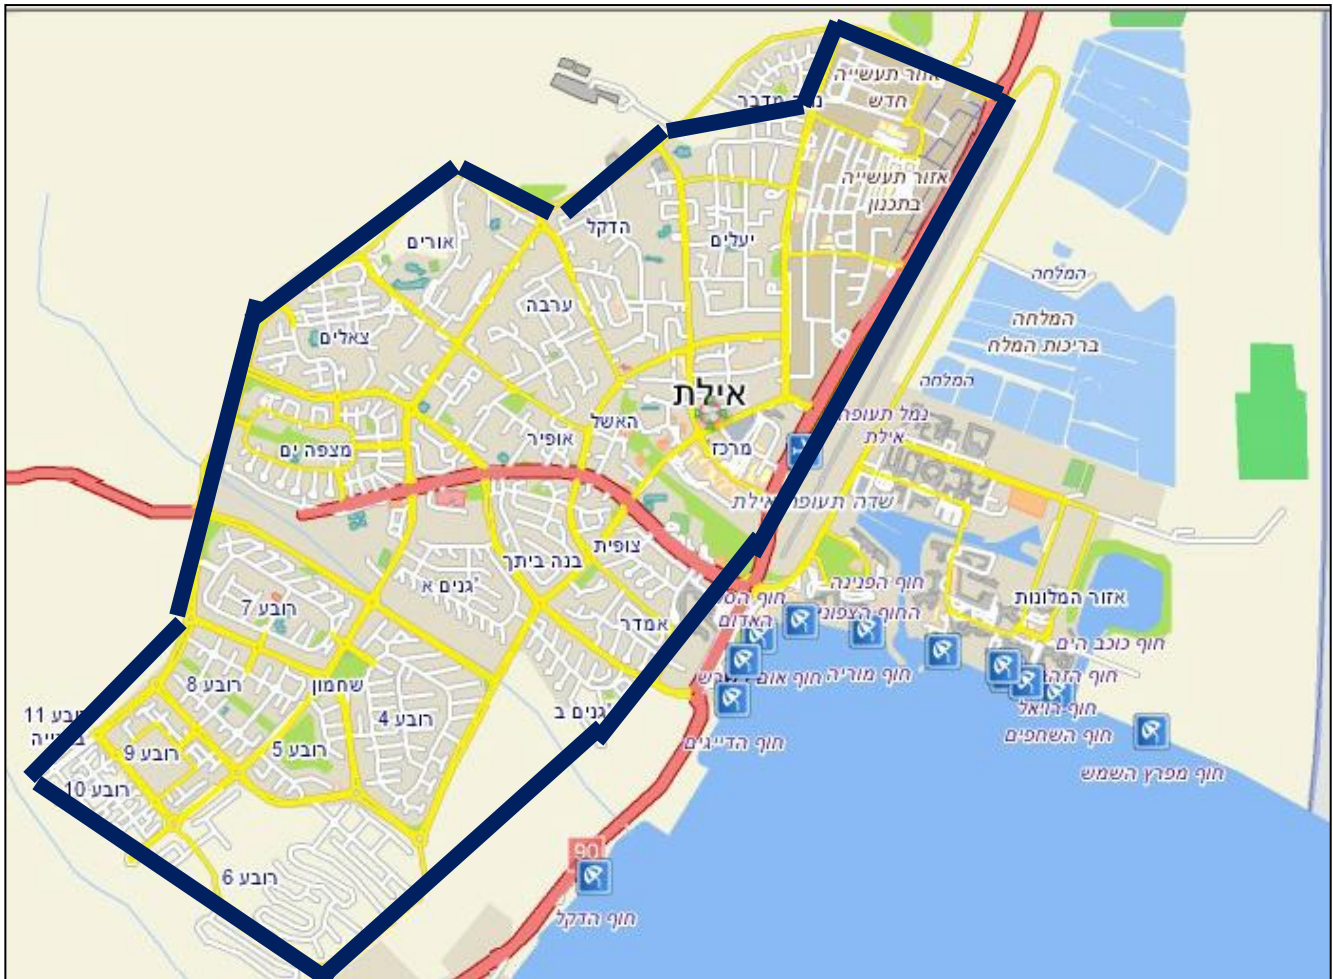 אזור תעשייה
חדש
אזור תעשייה
בתכנון
הדקל
יעלים
אורים
המלחה
ערבה
המלחה
בריכות המלח
צאלים
המלחה
אילת
נמל תעופה
אילת
האשל
אופיר
מרכז
מצפה ים
שדה תעופה אילת
צופית
בנה ביתך
גנים א'
חוף הפנינה
אזור המלונות
רובע 7
האדום
החוף הצפוני
אמדר
חוף כוכב הים
חוף מוריה
חוף אום
רובע 8
שחמון
חוף רויאל
רובע 11
גנים ב'
רובע 4
חוף השחפים
חוף הדייגים
רובע 9
רובע 5
חוף מפרץ השמש
רובע 10
90
רובע 6
חוף הדקל